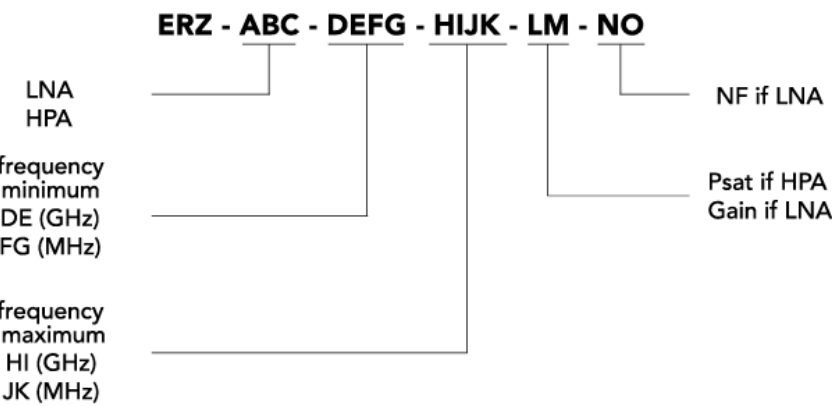 ERZ - ABC - DEFG - HIJK - LM - NO
LNA
HPA
frequency
minimum
DE (GHz)
FG (MHz)
frequency
maximum
HI (GHz)
JK (MHz)
NF if LNA
Psat if HPA
Gain if LNA